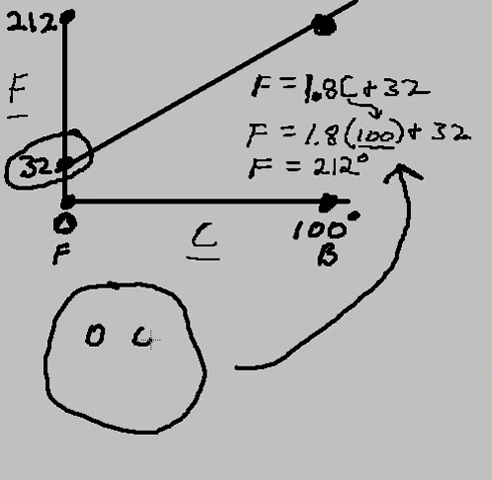 212
F
F = 1.8C + 32
F = 1.8(100) + 32
32
F = 212°
0
C
100°
F
B
0 C